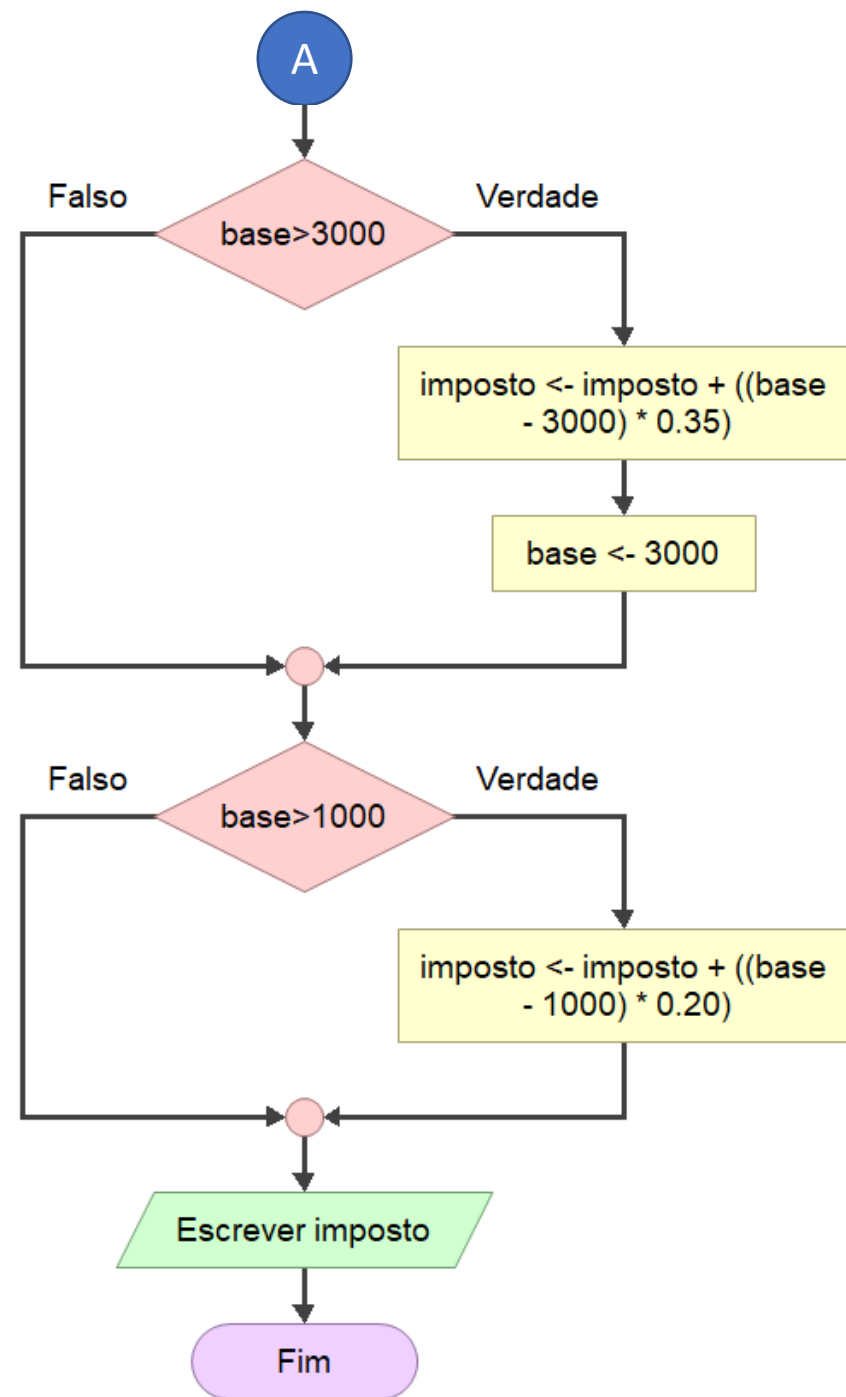 A
Falso
Verdade
base>3000
imposto <- imposto + ((base
- 3000) * 0.35)
base <- 3000
Falso
Verdade
base>1000
imposto <- imposto + ((base
- 1000) * 0.20)
Escrever imposto
Fim